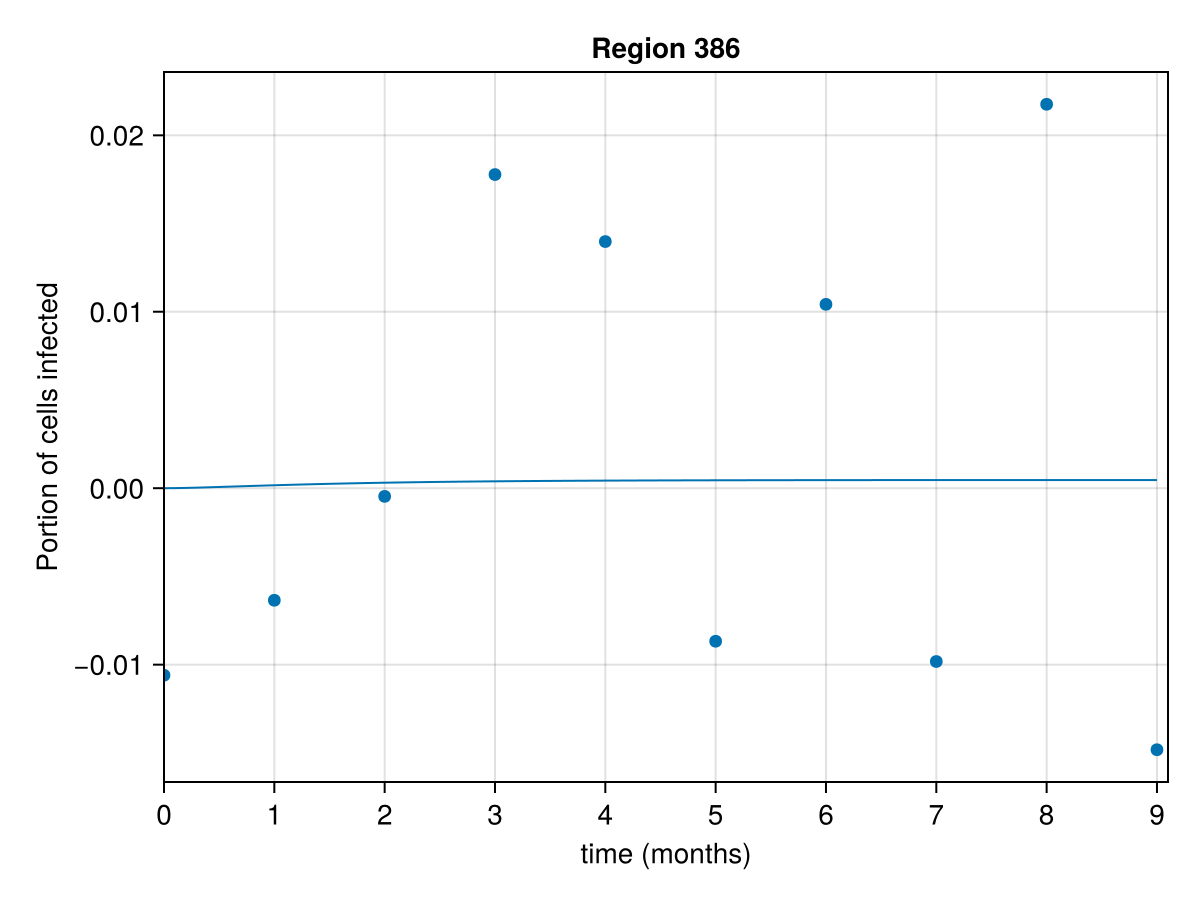 Region 386
Portion of cells infected
0.02
0.01
0.00
−0.01
0 1 2 3 4 5 6 7 8 9
time (months)